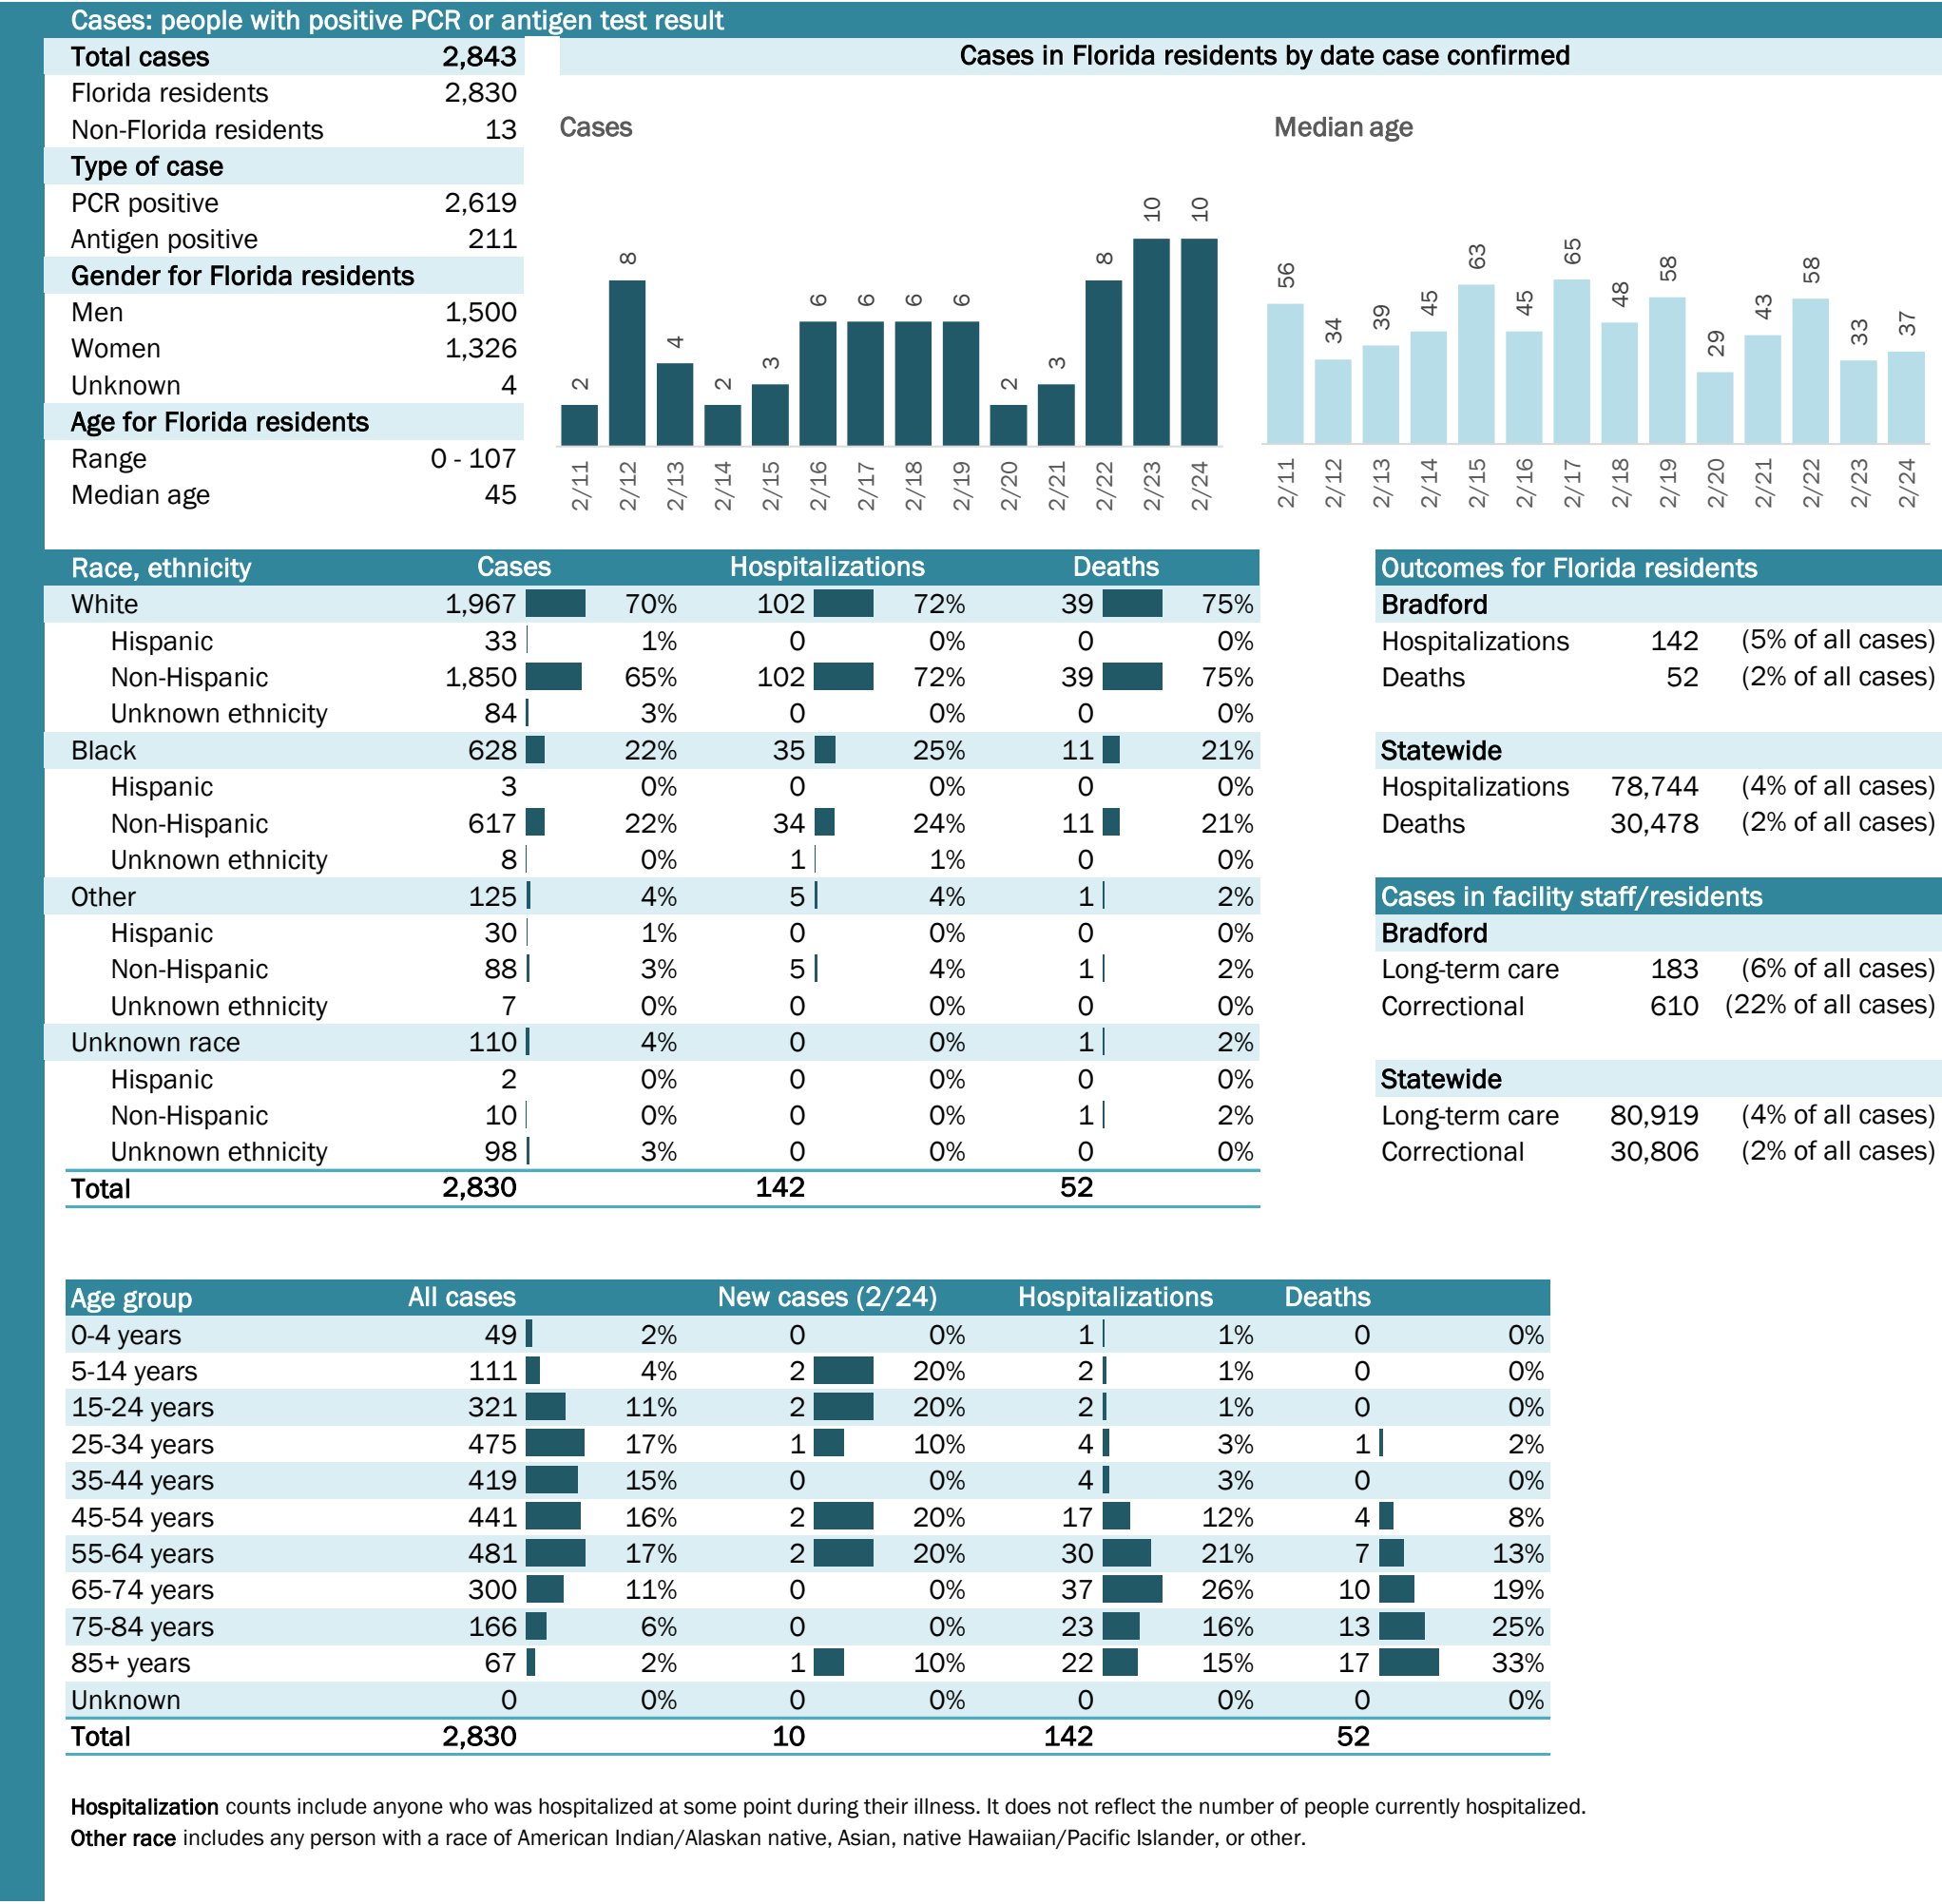 Cases: people with positive PCR or antigen test result
Total cases 2,843
Florida residents 2,830
Non-Florida residents 13
Type of case
PCR positive 2,619
Antigen positive 211
Gender for Florida residents
Men 1,500
Women 1,326
Unknown 4
Age for Florida residents
Range 0 - 107
Median age 45
Cases in Florida residents by date case confirmed
Cases
2 8 4 2 3 6 6 6 6 2 3 8 10 10
2/11 2/12 2/13 2/14 2/15 2/16 2/17 2/18 2/19 2/20 2/21 2/22 2/23 2/24
Median age
56 34 39 45 63 45 65 48 58 29 43 58 33 37
2/11 2/12 2/13 2/14 2/15 2/16 2/17 2/18 2/19 2/20 2/21 2/22 2/23 2/24
Race, ethnicity Cases Hospitalizations Deaths
White 1,967 70% 102 72% 39 75%
Hispanic 33 1% 0 0% 0 0%
Non-Hispanic 1,850 65% 102 72% 39 75%
Unknown ethnicity 84 3% 0 0% 0 0%
Black 628 22% 35 25% 11 21%
Hispanic 3 0% 0 0% 0 0%
Non-Hispanic 617 22% 34 24% 11 21%
Unknown ethnicity 8 0% 1 1% 0 0%
Other 125 4% 5 4% 1 2%
Hispanic 30 1% 0 0% 0 0%
Non-Hispanic 88 3% 5 4% 1 2%
Unknown ethnicity 7 0% 0 0% 0 0%
Unknown race 110 4% 0 0% 1 2%
Hispanic 2 0% 0 0% 0 0%
Non-Hispanic 10 0% 0 0% 1 2%
Unknown ethnicity 98 3% 0 0% 0 0%
Total 2,830 142 52
Outcomes for Florida residents
Bradford
Hospitalizations 142 (5% of all cases)
Deaths 52 (2% of all cases)
Statewide
Hospitalizations 78,744 (4% of all cases)
Deaths 30,478 (2% of all cases)
Cases in facility staff/residents
Bradford
Long-term care 183 (6% of all cases)
Correctional 610 (22% of all cases)
Statewide
Long-term care 80,919 (4% of all cases)
Correctional 30,806 (2% of all cases)
Age group All cases New cases (2/24) Hospitalizations Deaths
0-4 years 49 2% 0 0% 1 1% 0 0%
5-14 years 111 4% 2 20% 2 1% 0 0%
15-24 years 321 11% 2 20% 2 1% 0 0%
25-34 years 475 17% 1 10% 4 3% 1 2%
35-44 years 419 15% 0 0% 4 3% 0 0%
45-54 years 441 16% 2 20% 17 12% 4 8%
55-64 years 481 17% 2 20% 30 21% 7 13%
65-74 years 300 11% 0 0% 37 26% 10 19%
75-84 years 166 6% 0 0% 23 16% 13 25%
85+ years 67 2% 1 10% 22 15% 17 33%
Unknown 0 0% 0 0% 0 0% 0 0%
Total 2,830 10 142 52
Hospitalization counts include anyone who was hospitalized at some point during their illness. It does not reflect the number of people currently hospitalized.
Other race includes any person with a race of American Indian/Alaskan native, Asian, native Hawaiian/Pacific Islander, or other.